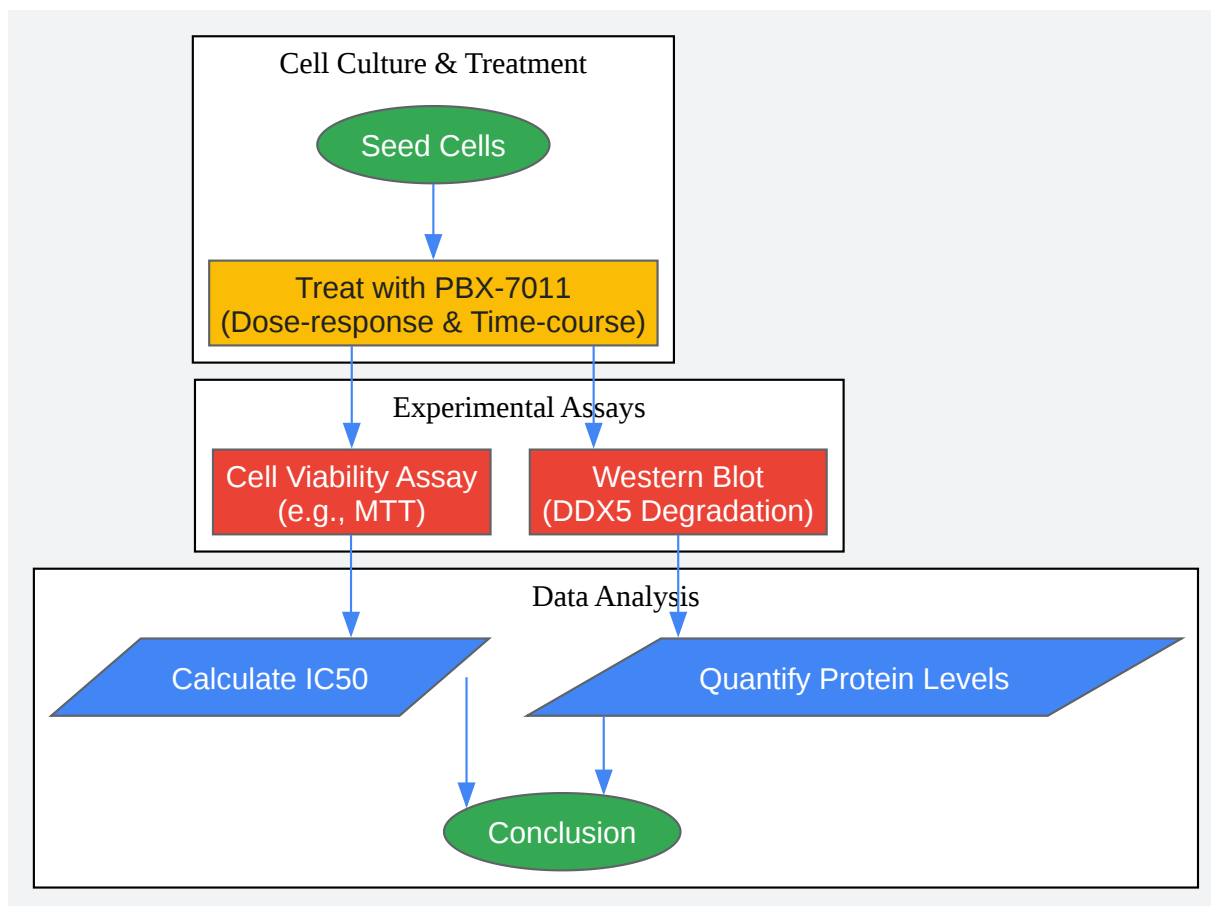 Cell Culture & Treatment
Seed Cells
Treat with PBX-7011
(Dose-response & Time-course)
Experimental Assays
Cell Viability Assay
(e.g., MTT)
Western Blot
(DDX5 Degradation)
Data Analysis
Calculate IC50
Quantify Protein Levels
Conclusion